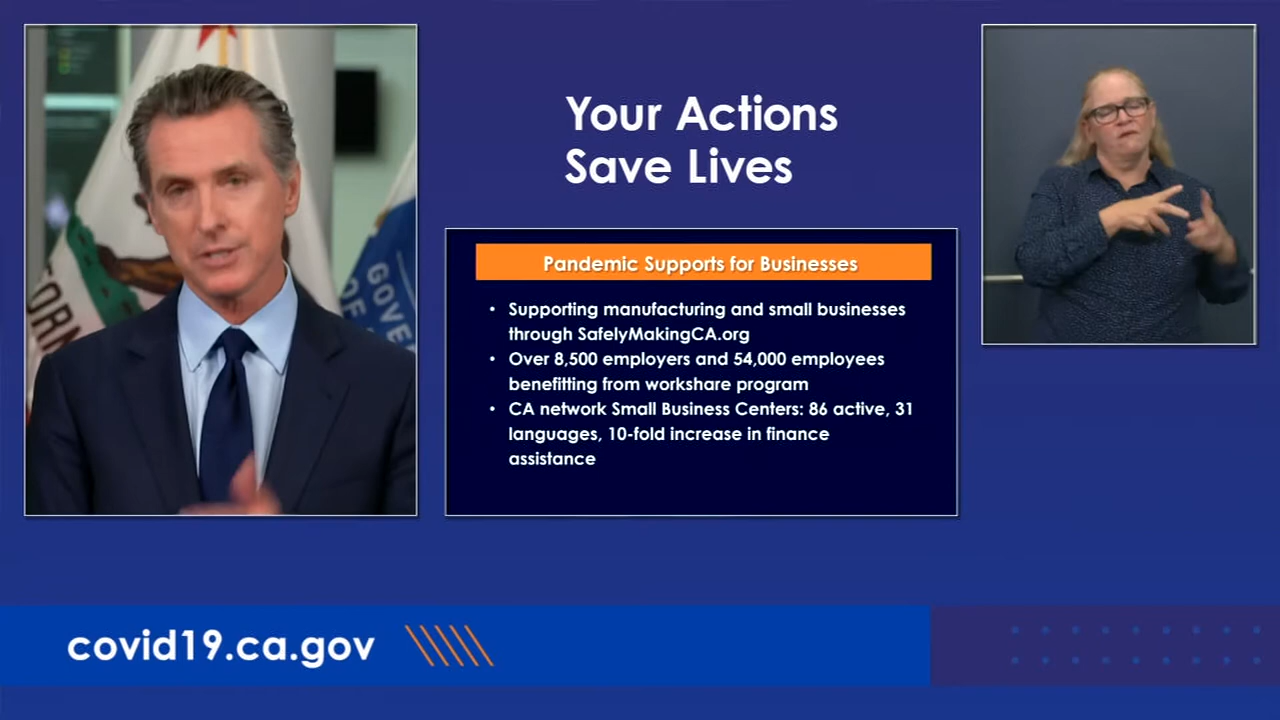 Your Actions
Save Lives
Pandemic Supports for Businesses
• Supporting manufacturing and small businesses
through SafelyMakingCA.org
• Over 8,500 employers and 54,000 employees
benefitting from workshare program
• CA network Small Business Centers: 86 active, 31
languages, 10-fold increase in finance
assistance
covid19.ca.gov